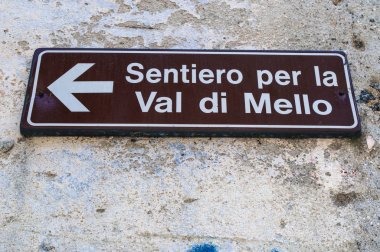 Sentiero per la
Val di Mello